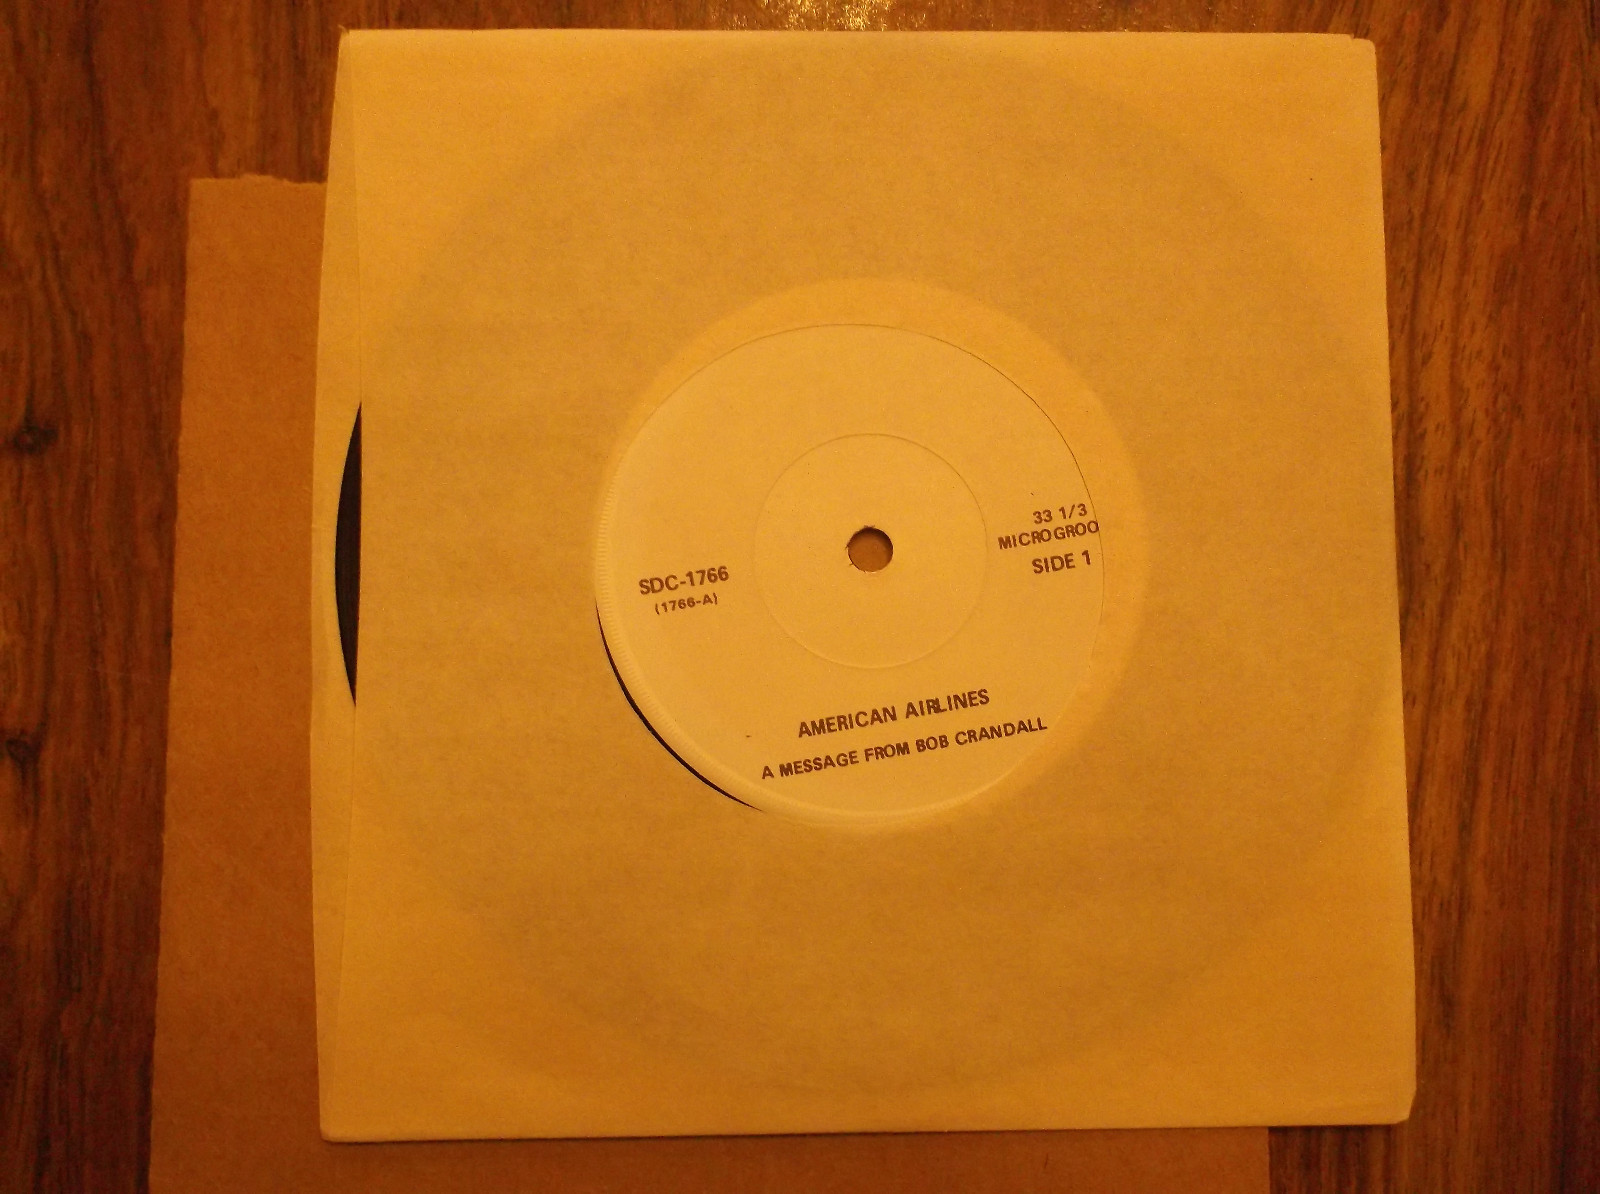 33 1/3
MICROGROO
SIDE 1
SDC-1766
(1766-A)
AMERICAN AIRLINES
A MESSAGE FROM BOB CRANDALL